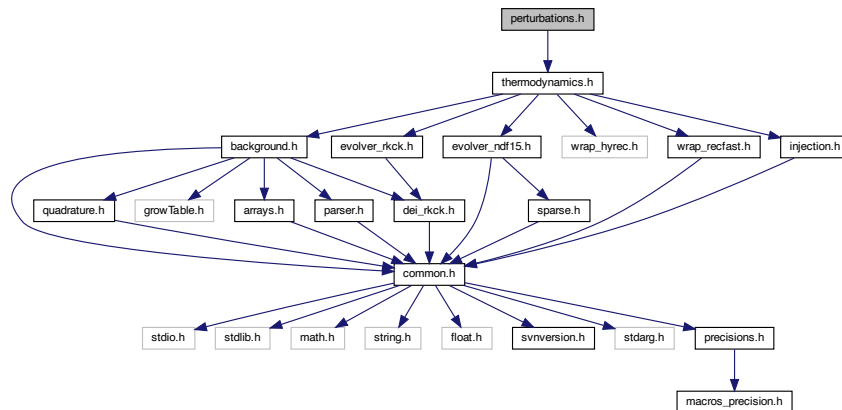 perturbations.h
thermodynamics.h
background.h
evolver_rkck.h
evolver_ndf15.h
wrap_hyrec.h
wrap_recfast.h
injection.h
quadrature.h
growTable.h
arrays.h
parser.h
dei_rkck.h
sparse.h
common.h
stdio.h
stdlib.h
math.h
string.h
float.h
svnversion.h
stdarg.h
precisions.h
macros_precision.h